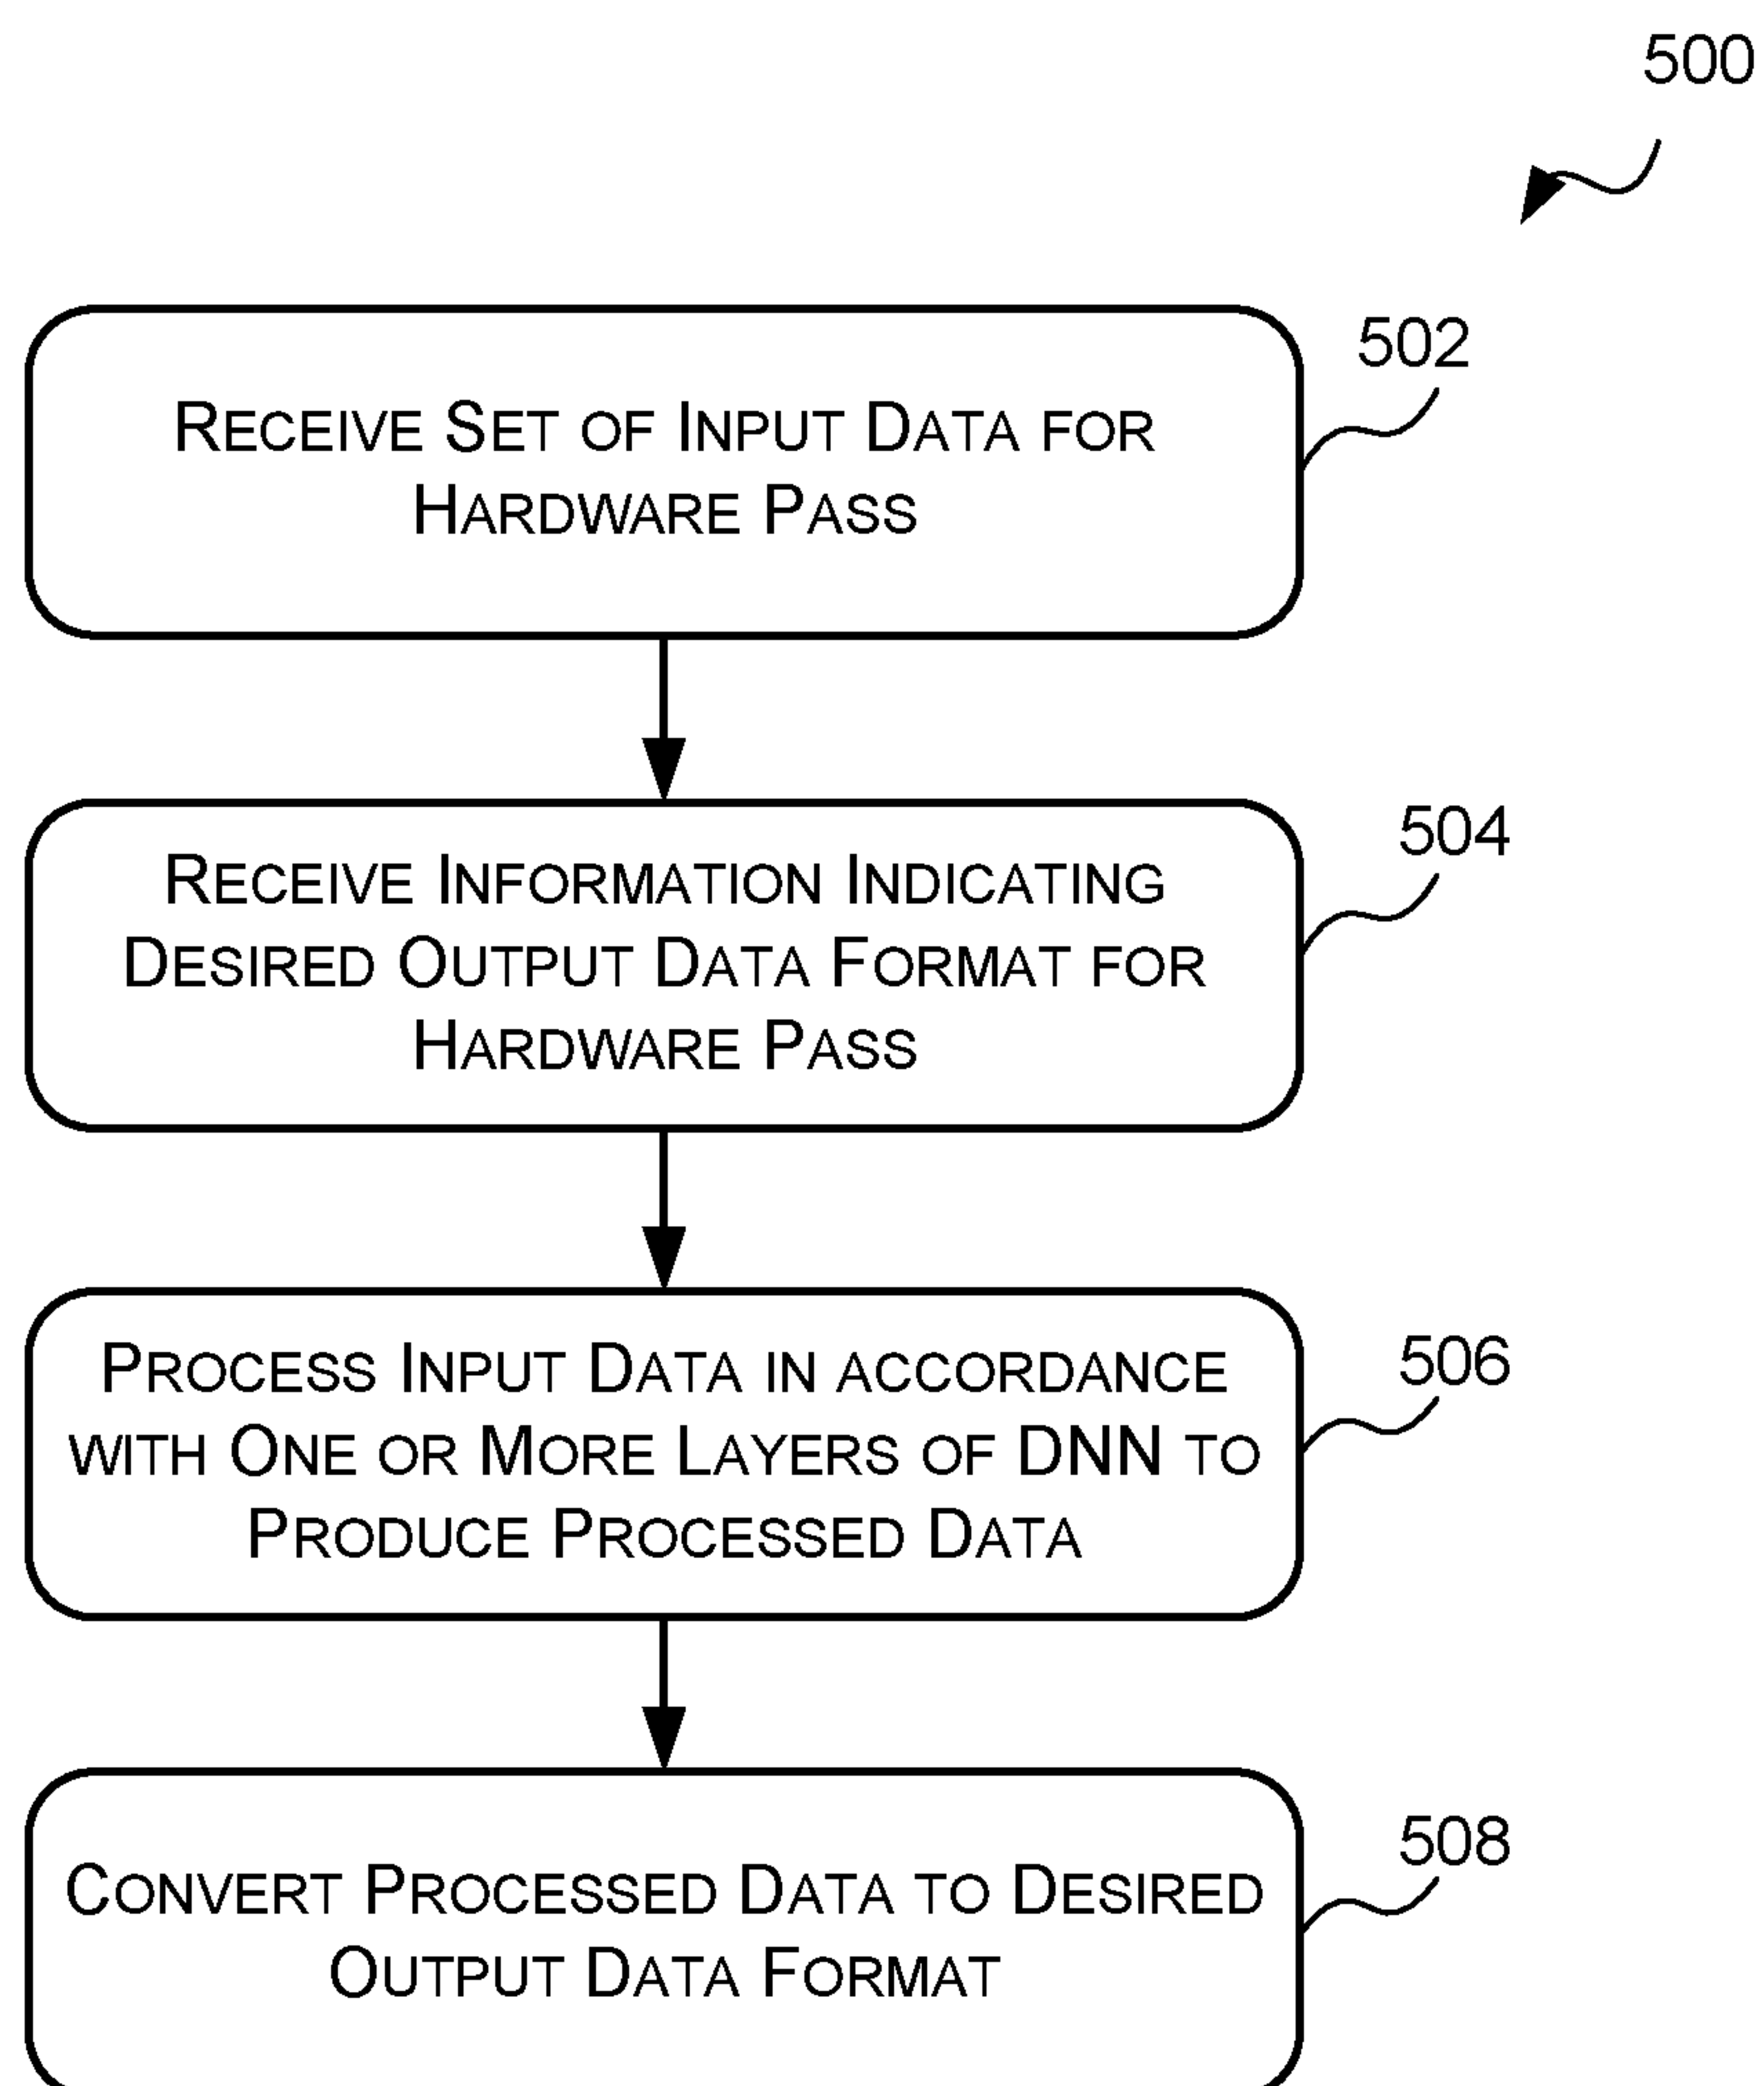 500
502
RECEIVE SET OF INPUT DATA FOR
HARDWARE PASS
504
RECEIVE INFORMATION INDICATING
DESIRED OUTPUT DATA FORMAT FOR
HARDWARE PASS
506
PROCESS INPUT DATA IN ACCORDANCE
WITH ONE OR MORE LAYERS OF DNN TO
PRODUCE PROCESSED DATA
508
CONVERT PROCESSED DATA TO DESIRED
OUTPUT DATA FORMAT